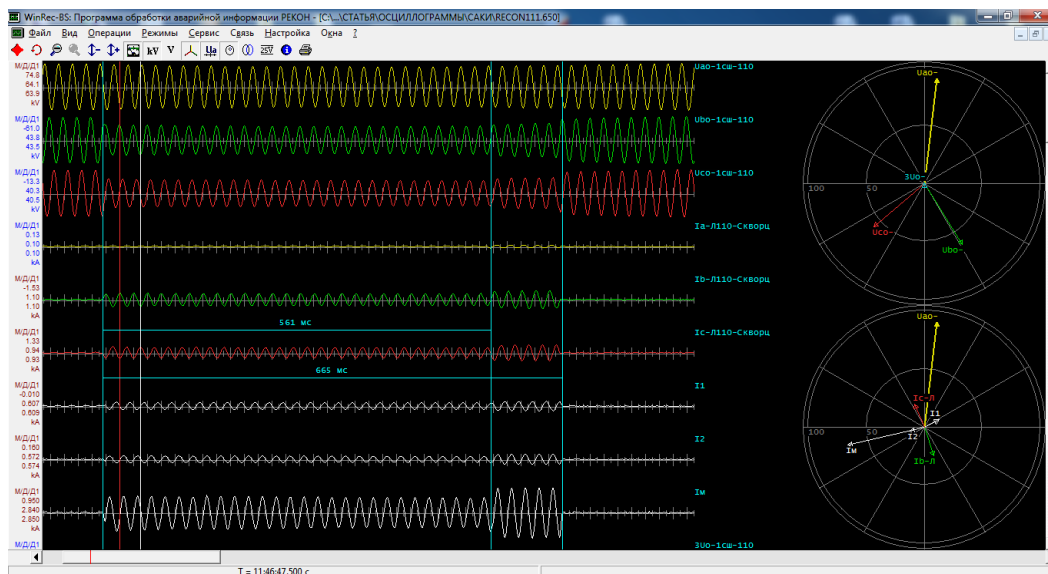 WinRec-BS: Программа обработки аварийной информации РЕКОН - [C:\...\СТАТЬЯ\ОСЦИЛЛОГРАММЫ\САКИ\RECON111.650]
Файл Вид Операции Режимы Сервис Связь Настройка Окна ?
kV V Ua 25V
М/Д/Д1
74.8
64.1
63.9
kV
Uao-1сш-110
М/Д/Д1
-61.0
43.8
43.5
kV
Ubo-1сш-110
М/Д/Д1
-13.3
40.3
40.5
kV
Uco-1сш-110
М/Д/Д1
0.13
0.10
0.10
kA
Ia-Л110-Скворц
М/Д/Д1
-1.53
1.10
1.10
kA
Ib-Л110-Скворц
561 мс
М/Д/Д1
1.33
0.94
0.93
kA
Ic-Л110-Скворц
665 мс
М/Д/Д1
-0.010
0.607
0.609
kA
I1
М/Д/Д1
0.160
0.572
0.574
kA
I2
М/Д/Д1
0.950
2.840
2.850
kA
Iм
М/Д/Д1
3Uo-1сш-110
Uao-
3Uo-
100 50
Uco-
Ubo-
Uao-
Ic-Л
I1
100 50
I2
Iм
Ib-Л
T = 11:46:47.500 с